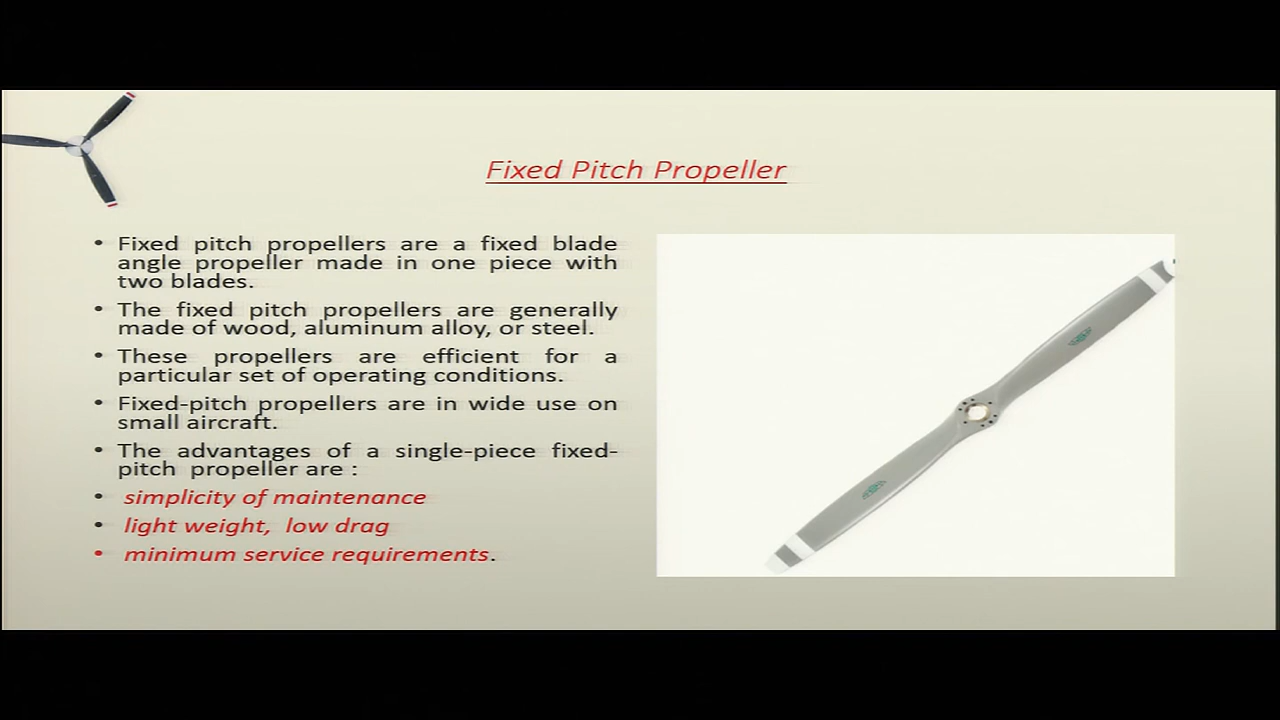 Fixed Pitch Propeller
• Fixed pitch propellers are a fixed blade
angle propeller made in one piece with
two blades.
• The fixed pitch propellers are generally
made of wood, aluminum alloy, or steel.
• These propellers are efficient for a
particular set of operating conditions.
• Fixed-pitch propellers are in wide use on
small aircraft.
• The advantages of a single-piece fixed-
pitch propeller are :
• simplicity of maintenance
• light weight, low drag
• minimum service requirements.